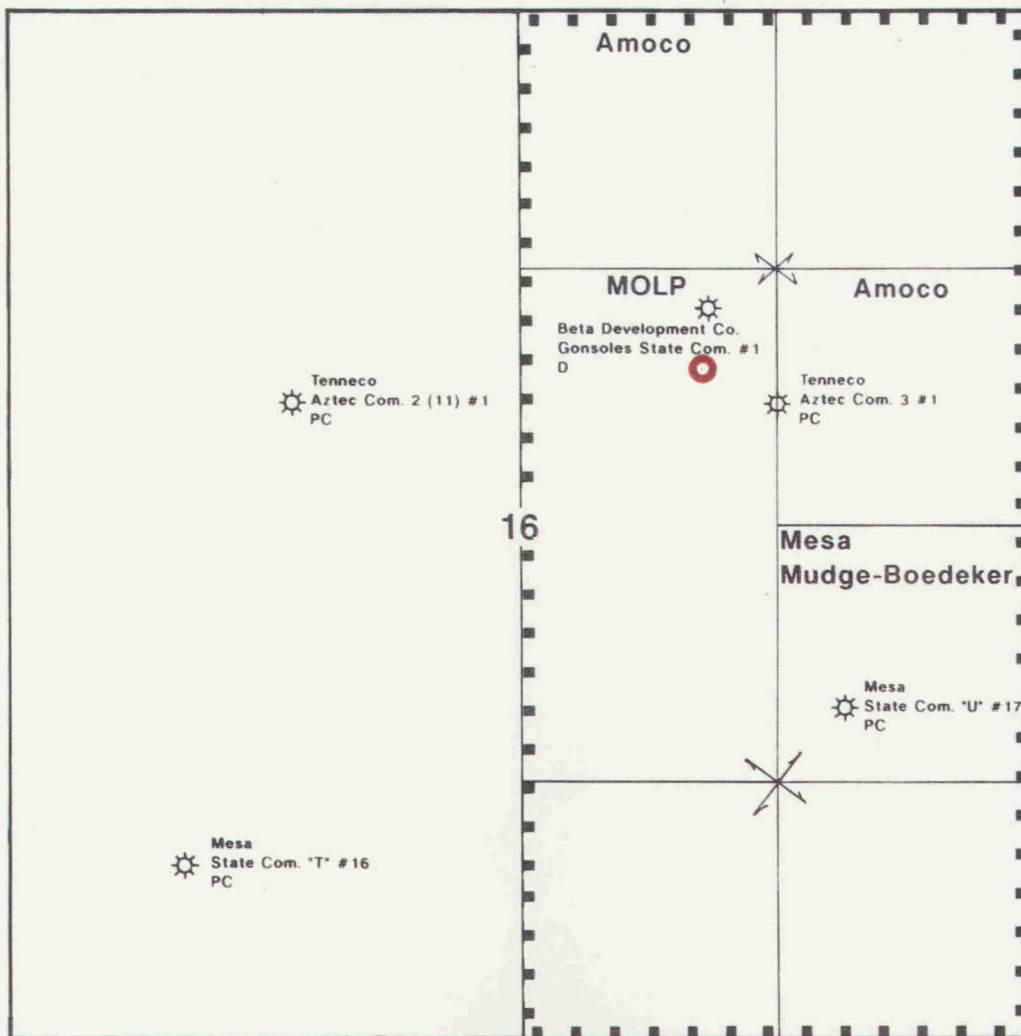 Amoco
MOLP
Amoco
Beta Development Co.
Gonsoles State Com. #1
D
Tenneco
Aztec Com. 2 (11) #1
PC
Tenneco
Aztec Com. 3 #1
PC
16
Mesa
Mudge-Boedeker
Mesa
State Com. "U" #17
PC
Mesa
State Com. "T" #16
PC